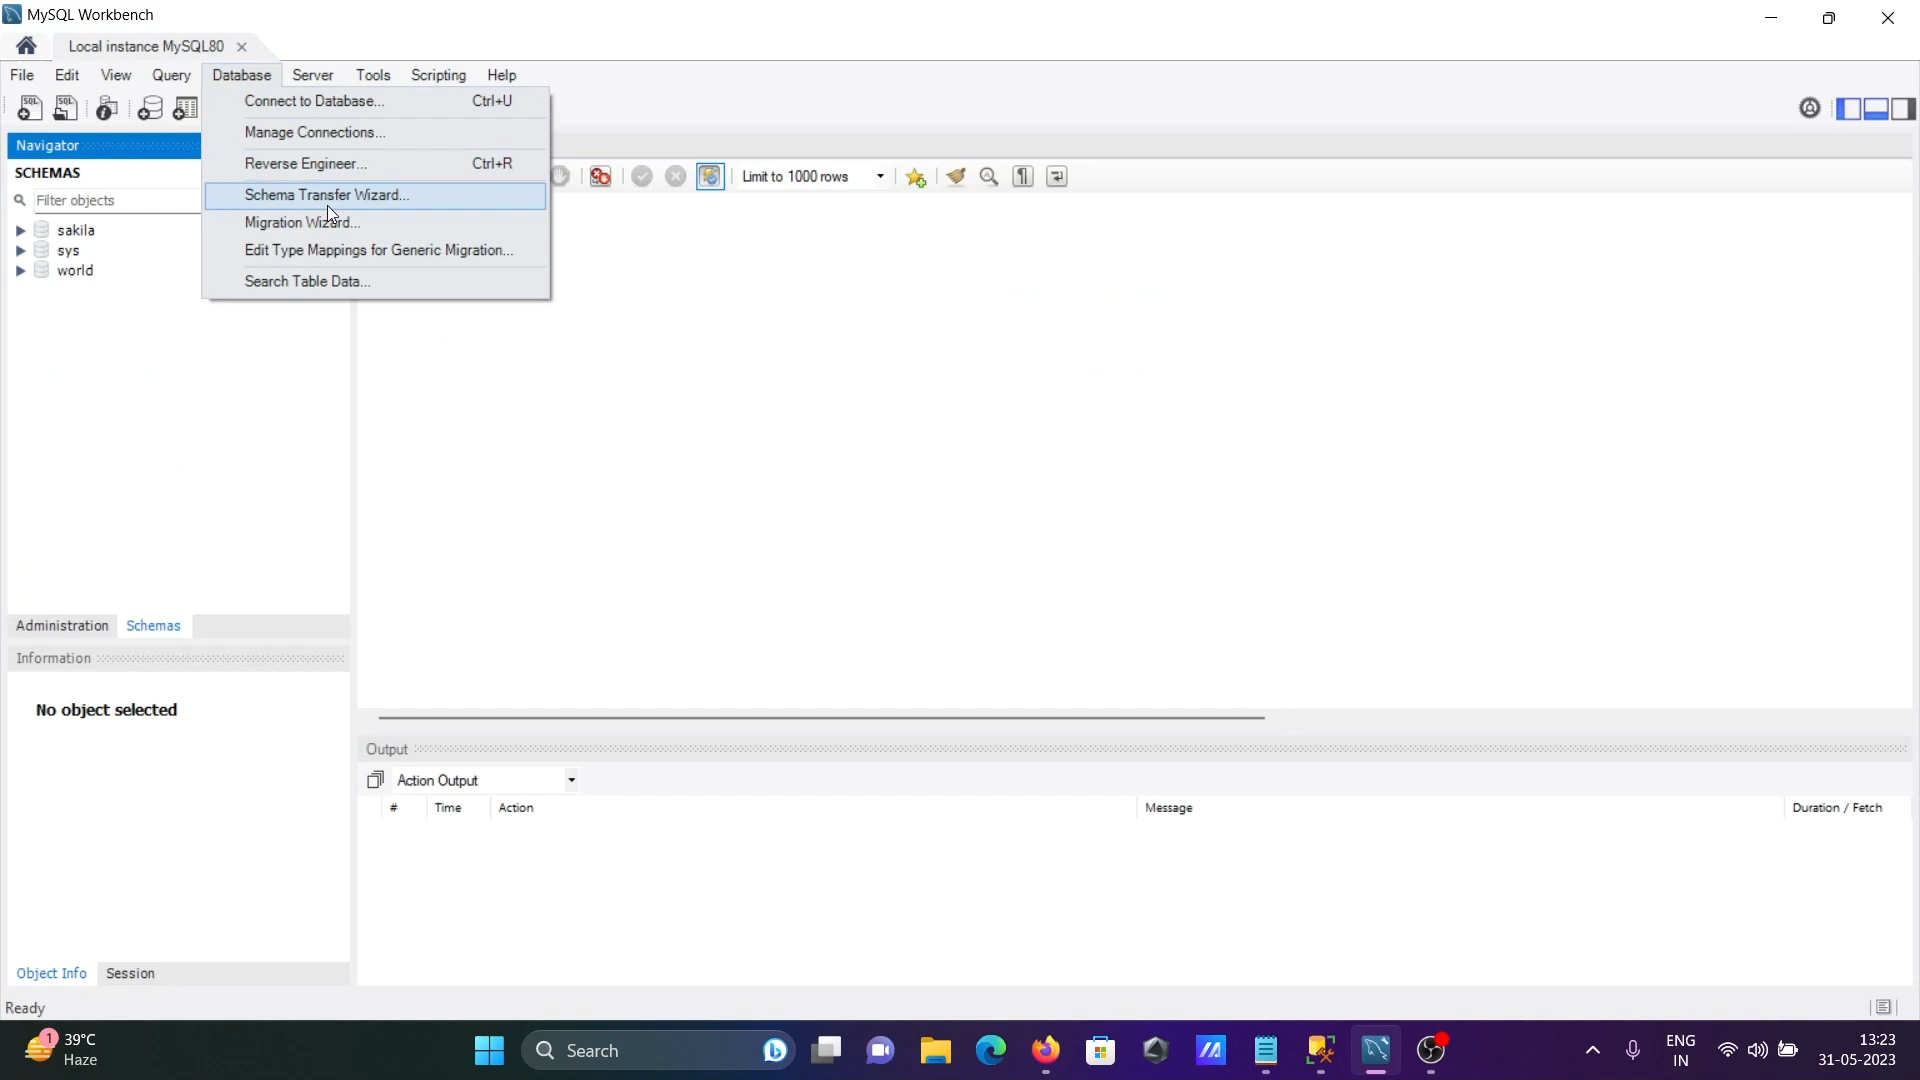 MySQL Workbench
Local instance MySQL80
File Edit View Query Database Server Tools Scripting Help
Connect to Database... Ctrl+U
Manage Connections...
Reverse Engineer... Ctrl+R
Schema Transfer Wizard...
Migration Wizard...
Edit Type Mappings for Generic Migration...
Search Table Data...
SQL SQL
Navigator
SCHEMAS
Filter objects
sakila
sys
world
Limit to 1000 rows
Administration Schemas
Information
No object selected
Object Info Session
Output
Action Output
# Time Action Message Duration / Fetch
Ready
1
39°C
Haze
Search
ENG
IN
13:23
31-05-2023